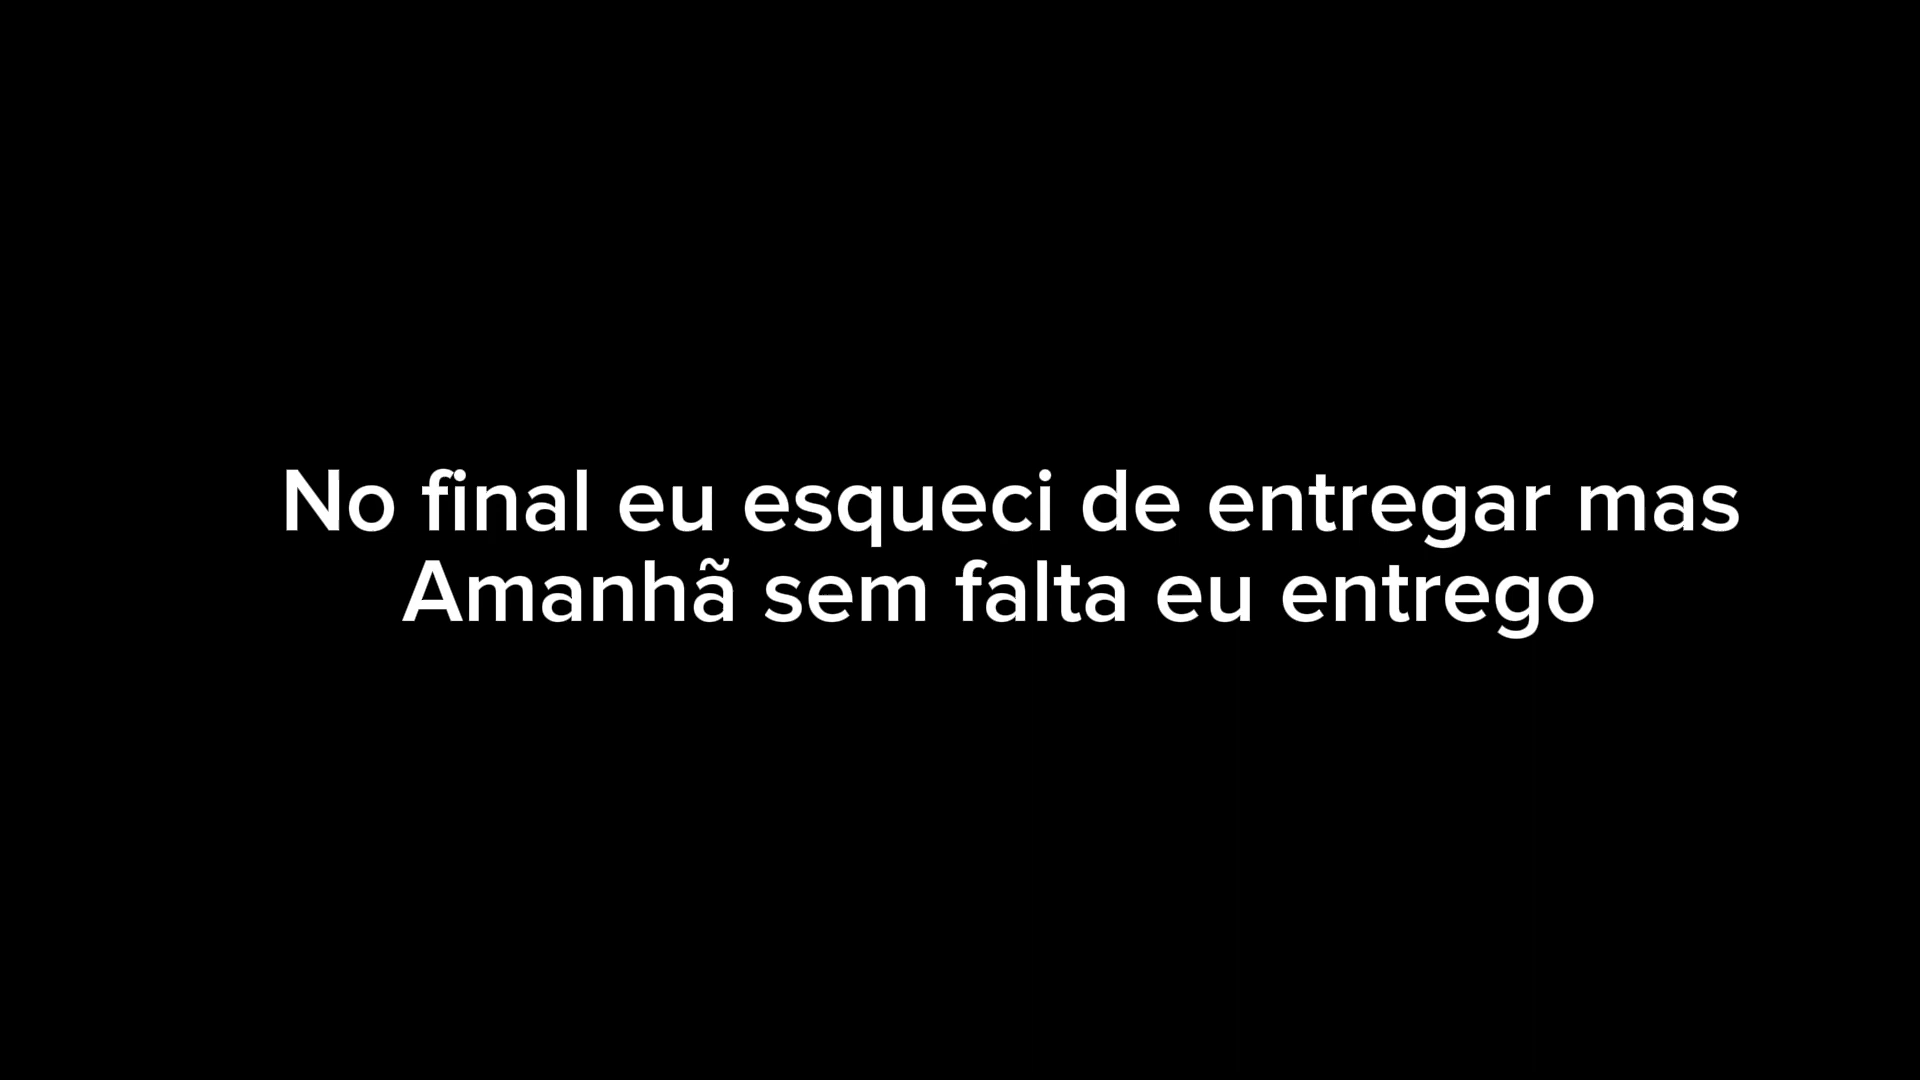 No final eu esqueci de entregar mas
Amanhã sem falta eu entrego